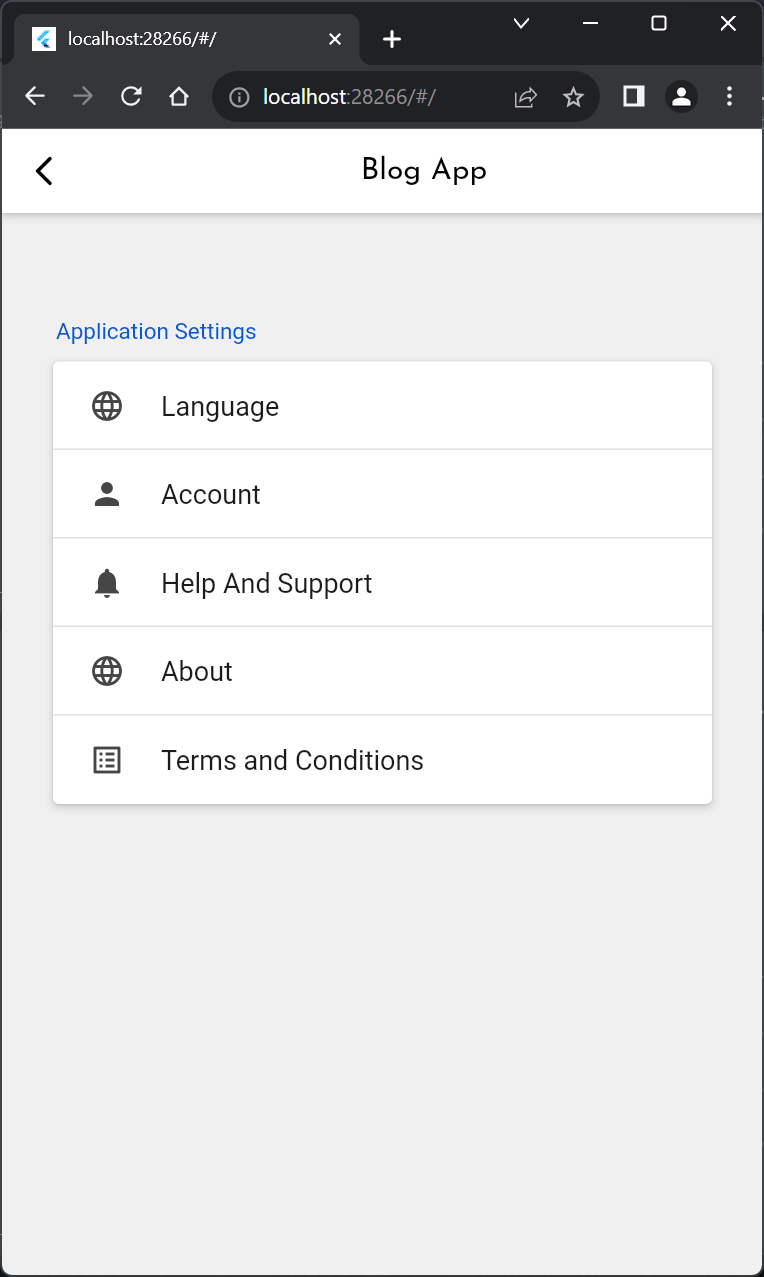 localhost:28266/#/
localhost:28266/#/
Blog App
Application Settings
Language
Account
Help And Support
About
Terms and Conditions